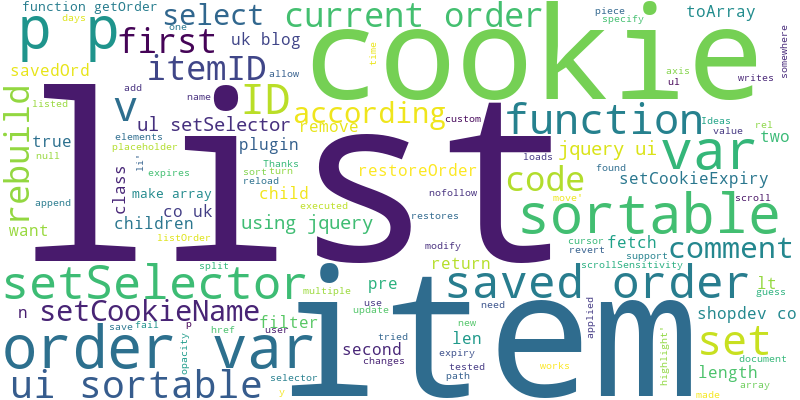 function getOrder
days
p p
first
select
one
uk blog
current order
piece
specify
toArray
somewhere
savedOrd
itemID
cookie
time
allow
axis
ul
writes
rebuild
listed
name
list
ID
v
add
according
remove
custom
function
Ideas
value
rel
two
ul setSelector
elements
placeholder
true
null
plugin
jquery ui
var
loads
li'
class
expires
Thanks
sort
turn
reload
restoreOrder
child
code
found
setCookieExpiry
make array
nofollow
move'
scroll
append
executed
co uk
children
want
using jquery
restores
sortable
listOrder
modify
cursor
revert
fetch
support
comment
split
return
scrollSensitivity
setSelector
multiple
item
pre
saved order
lt
guess
n
setCookieName
use
update
need
applied
highlight'
shopdev co
save
fail
p
href
filter
user
order var
opacity
tried
changes
second
len
new
expiry
set
document
ui sortable
selector
y
tested
path
works
length
array
made